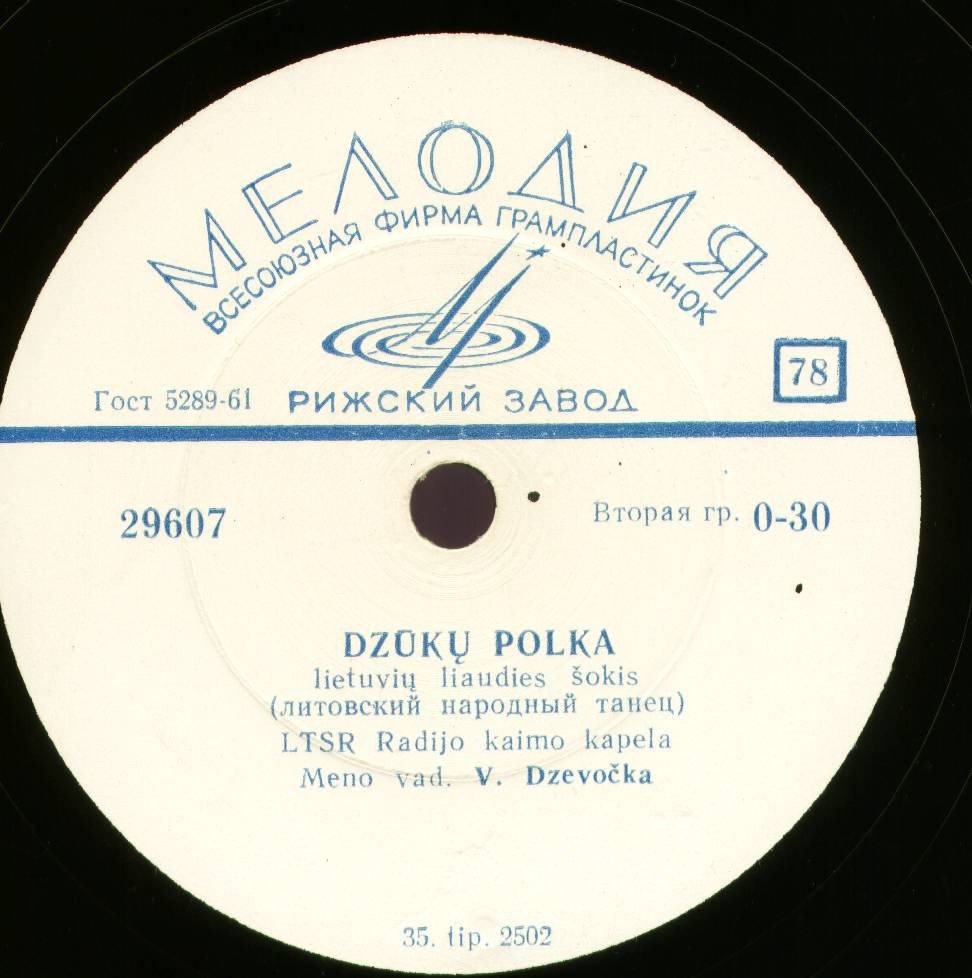 МЕЛОДИЯ
ВСЕСОЮЗНАЯ ФИРМА ГРАМПЛАСТИНОК
78
Гост 5289-61 РИЖСКИЙ ЗАВОД
29607
Вторая гр. 0-30
DZŪKŲ POLKA
lietuvių liaudies šokis
(литовский народный танец)
LTSR Radijo kaimo kapela
Meno vad. V. Dzevočka
35. tip. 2502